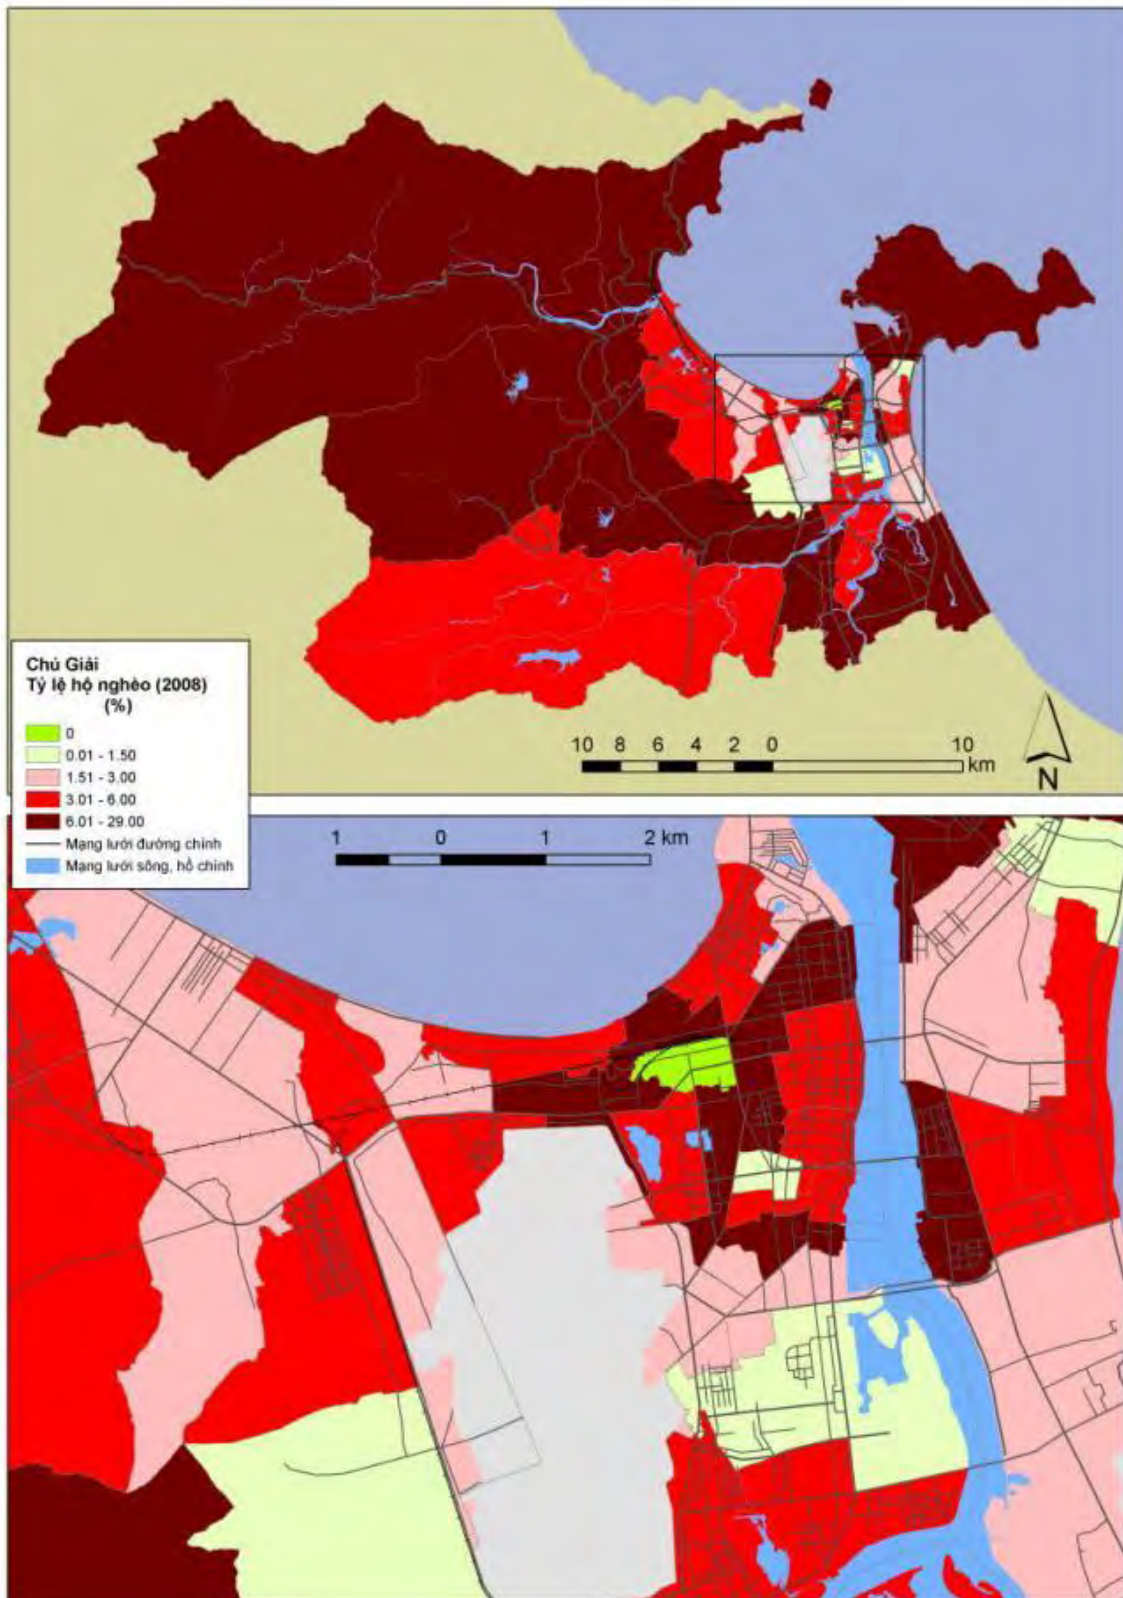 Chú Giải
Tỷ lệ hộ nghèo (2008)
(%)
0
0.01 - 1.50
1.51 - 3.00
3.01 - 6.00
6.01 - 29.00
Mạng lưới đường chính
Mạng lưới sông, hồ chính
10 8 6 4 2 0 10
km
N
1 0 1 2 km